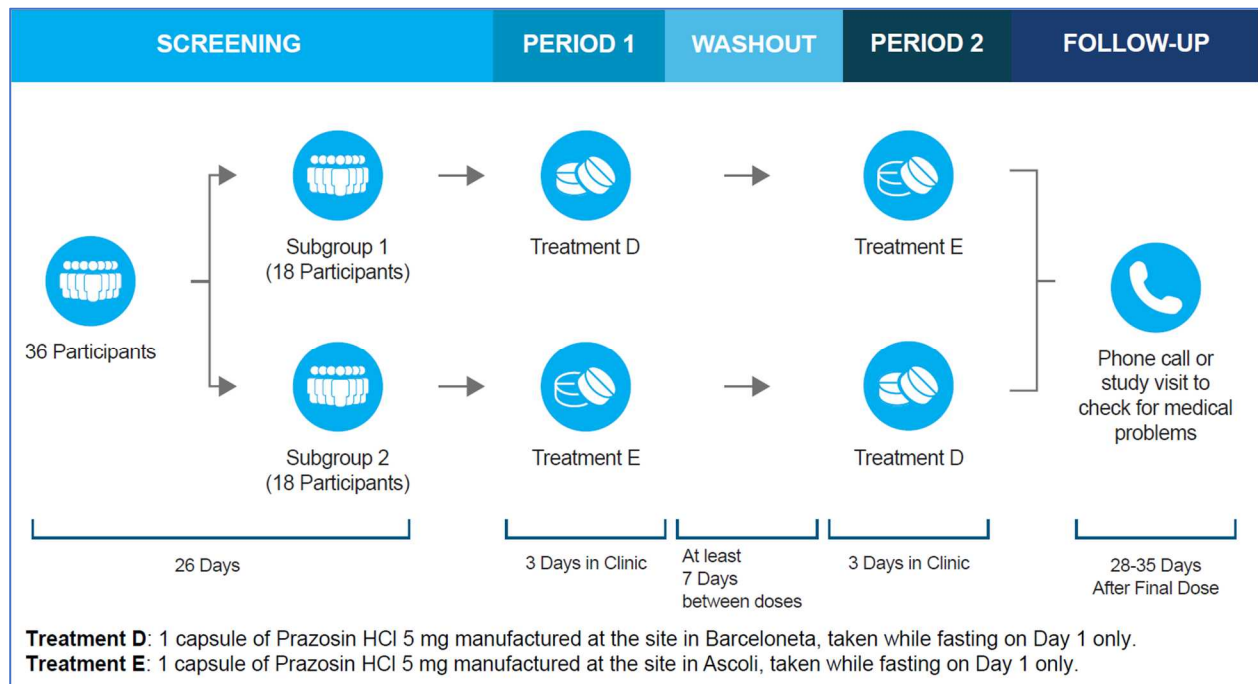 SCREENING
PERIOD 1
WASHOUT
PERIOD 2
FOLLOW-UP
36 Participants
Subgroup 1
(18 Participants)
Treatment D
Treatment E
Subgroup 2
(18 Participants)
Treatment E
Treatment D
Phone call or
study visit to
check for medical
problems
26 Days
3 Days in Clinic
At least
7 Days
between doses
3 Days in Clinic
28-35 Days
After Final Dose
Treatment D: 1 capsule of Prazosin HCl 5 mg manufactured at the site in Barceloneta, taken while fasting on Day 1 only.
Treatment E: 1 capsule of Prazosin HCl 5 mg manufactured at the site in Ascoli, taken while fasting on Day 1 only.